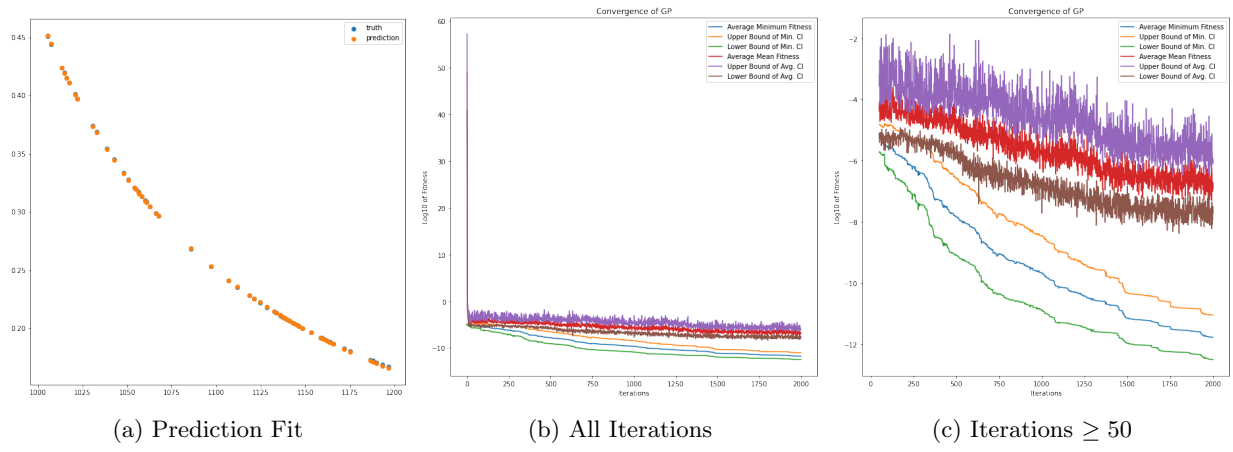 truth
prediction
0.45
0.40
0.35
0.30
0.25
0.20
1000
1025
1050
1075
1100
1125
1150
1175
1200
(a) Prediction Fit
Convergence of GP
Average Minimum Fitness
Upper Bound of Min. CI
Lower Bound of Min. CI
Average Mean Fitness
Upper Bound of Avg. CI
Lower Bound of Avg. CI
Log10 of Fitness
60
50
40
30
20
10
0
−10
0
250
500
750
1000
1250
1500
1750
2000
Iterations
(b) All Iterations
Convergence of GP
Average Minimum Fitness
Upper Bound of Min. CI
Lower Bound of Min. CI
Average Mean Fitness
Upper Bound of Avg. CI
Lower Bound of Avg. CI
Log10 of Fitness
−2
−4
−6
−8
−10
−12
0
250
500
750
1000
1250
1500
1750
2000
Iterations
(c) Iterations ≥ 50